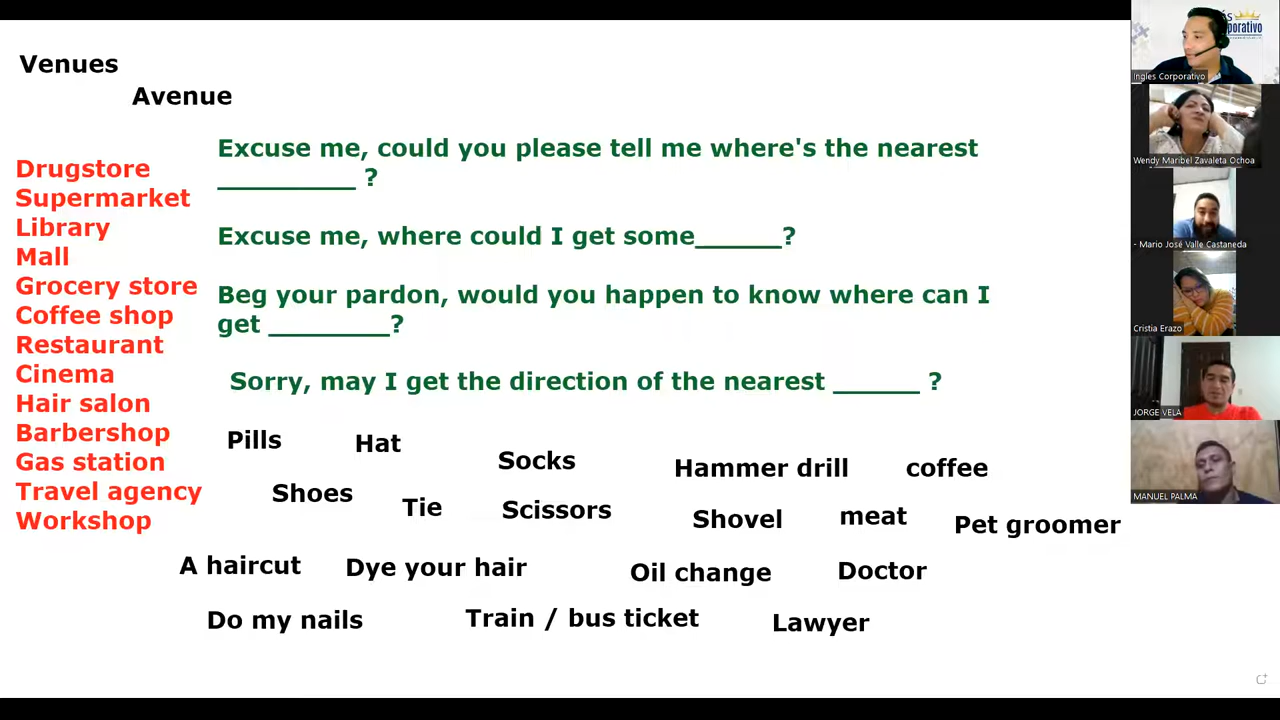 Venues
Avenue
Excuse me, could you please tell me where's the nearest
________ ?
Excuse me, where could I get some_____?
Beg your pardon, would you happen to know where can I
get _______?
Sorry, may I get the direction of the nearest _____ ?
Drugstore
Supermarket
Library
Mall
Grocery store
Coffee shop
Restaurant
Cinema
Hair salon
Barbershop
Gas station
Travel agency
Workshop
Pills
Hat
Socks
Hammer drill
coffee
Shoes
Tie
Scissors
Shovel
meat
Pet groomer
A haircut
Dye your hair
Oil change
Doctor
Do my nails
Train / bus ticket
Lawyer
Ingles Corporativo
Wendy Maribel Zavaleta Ochoa
- Mario José Valle Castaneda
Cristia Erazo
JORGE VELA
MANUEL PALMA